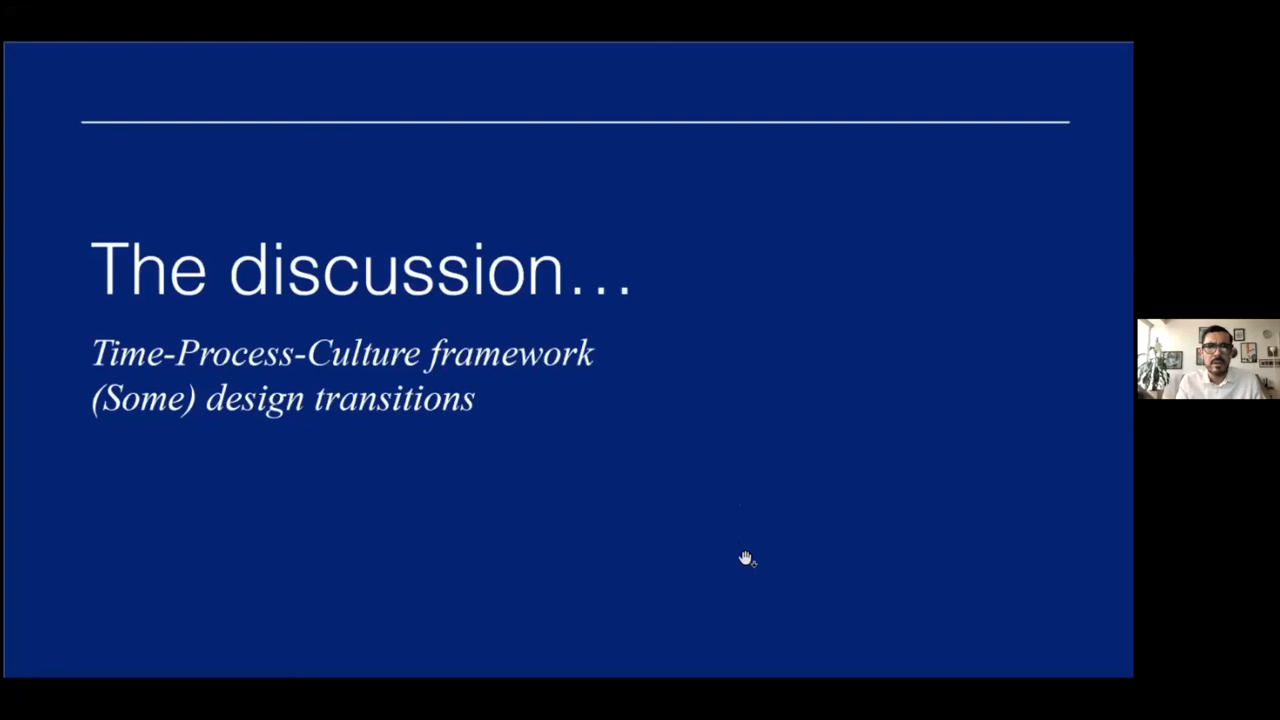 The discussion…
Time-Process-Culture framework
(Some) design transitions